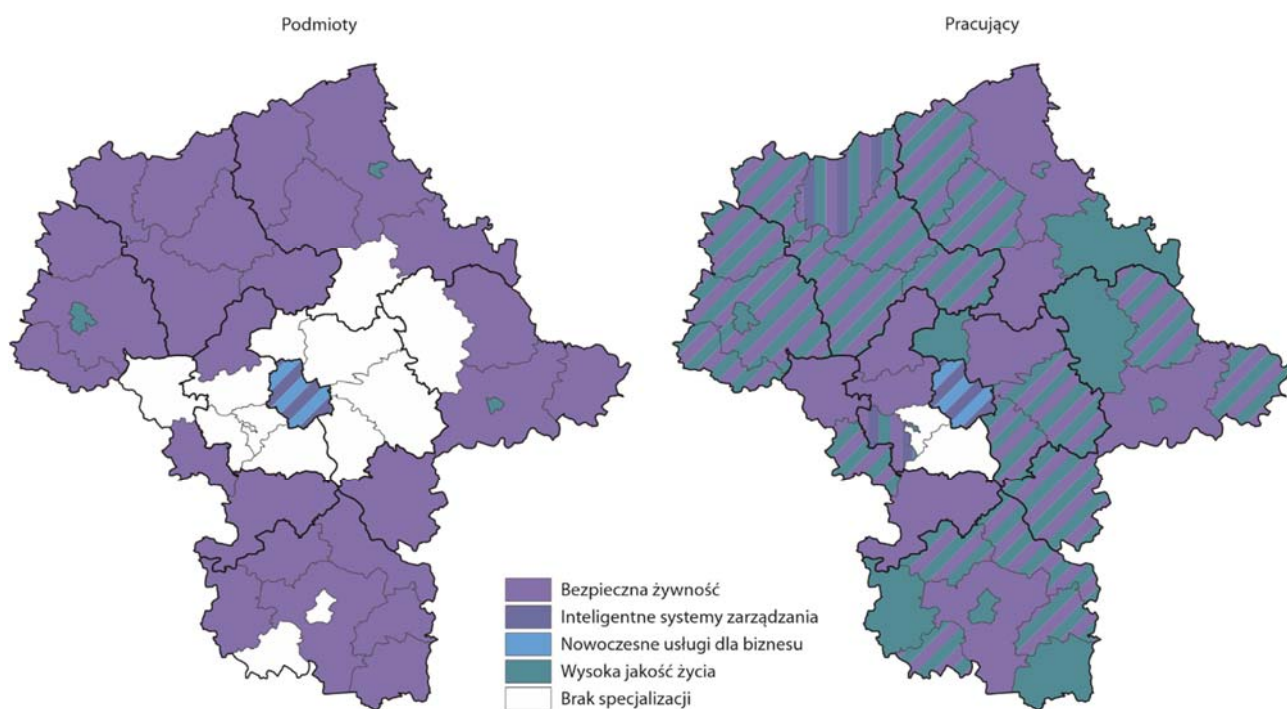 Podmioty
Pracujący
Bezpieczna żywność
Inteligentne systemy zarządzania
Nowoczesne usługi dla biznesu
Wysoka jakość życia
Brak specjalizacji